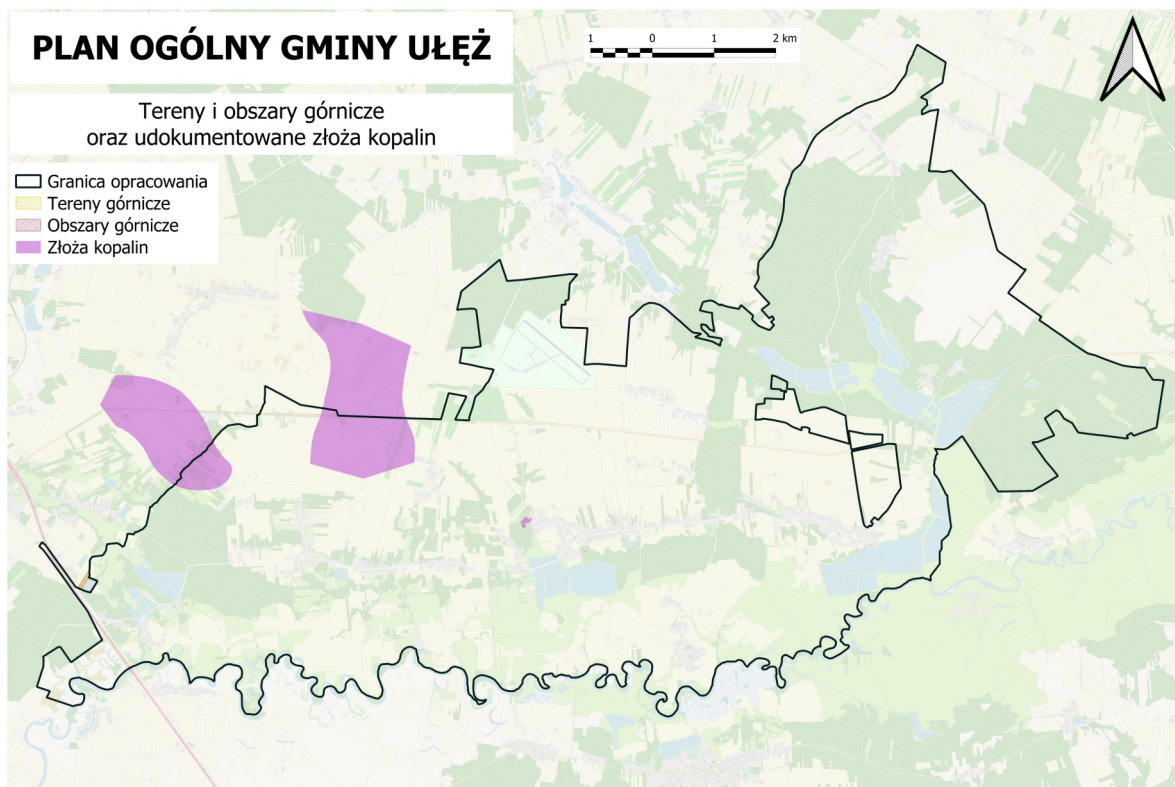 PLAN OGÓLNY GMINY UŁĘŻ
1 0 1 2 km
Tereny i obszary górnicze
oraz udokumentowane złoża kopalin
Granica opracowania
Tereny górnicze
Obszary górnicze
Złoża kopalin